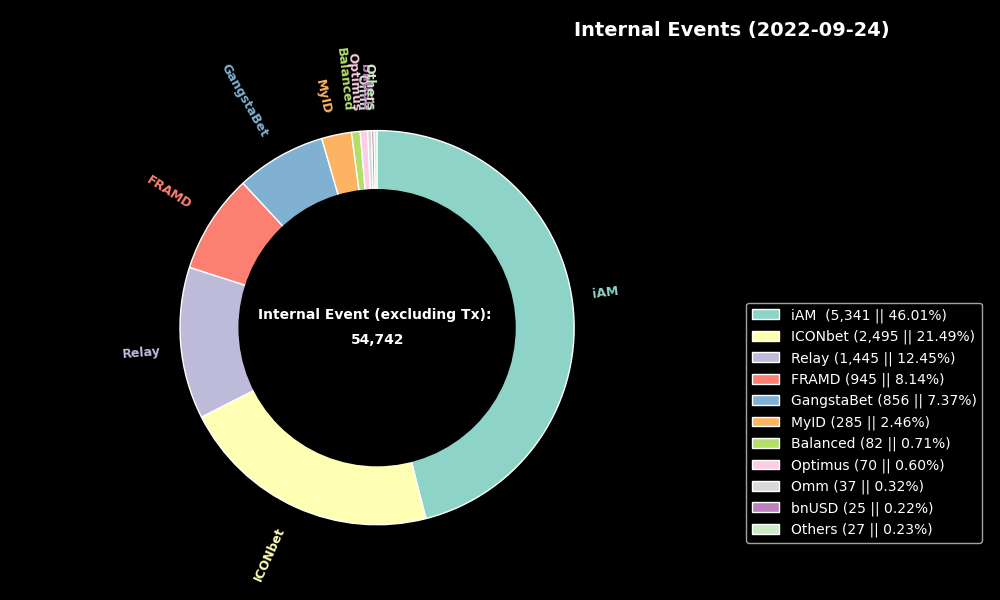 Internal Events (2022-09-24)
Others
bnUSD
Omm
Optimus
Balanced
MyID
GangstaBet
FRAMD
Relay
ICONbet
iAM
Internal Event (excluding Tx):
54,742
iAM (5,341 || 46.01%)
ICONbet (2,495 || 21.49%)
Relay (1,445 || 12.45%)
FRAMD (945 || 8.14%)
GangstaBet (856 || 7.37%)
MyID (285 || 2.46%)
Balanced (82 || 0.71%)
Optimus (70 || 0.60%)
Omm (37 || 0.32%)
bnUSD (25 || 0.22%)
Others (27 || 0.23%)